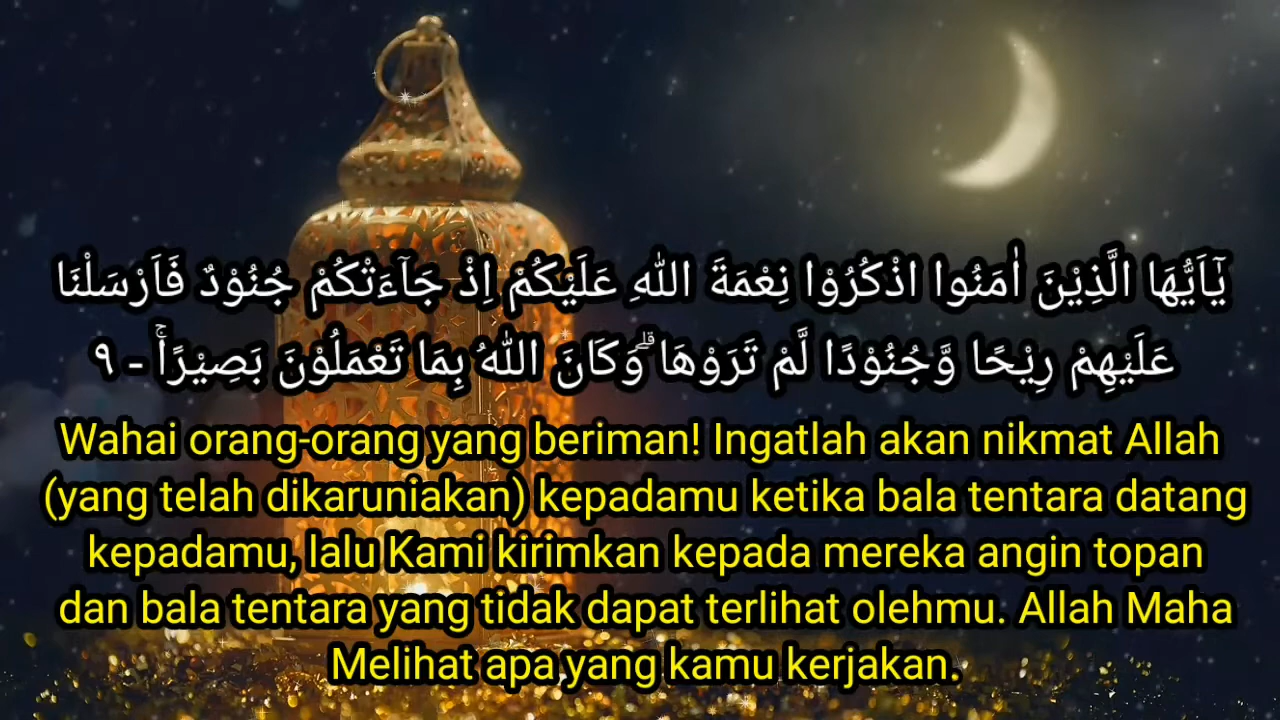 يٰٓاَيُّهَا الَّذِيْنَ اٰمَنُوا اذْكُرُوْا نِعْمَةَ اللّٰهِ عَلَيْكُمْ اِذْ جَاۤءَتْكُمْ جُنُوْدٌ فَاَرْسَلْنَا
عَلَيْهِمْ رِيْحًا وَّجُنُوْدًا لَّمْ تَرَوْهَا ۗوَكَانَ اللّٰهُ بِمَا تَعْمَلُوْنَ بَصِيْرًاۚ - ٩
Wahai orang-orang yang beriman! Ingatlah akan nikmat Allah
(yang telah dikaruniakan) kepadamu ketika bala tentara datang
kepadamu, lalu Kami kirimkan kepada mereka angin topan
dan bala tentara yang tidak dapat terlihat olehmu. Allah Maha
Melihat apa yang kamu kerjakan.